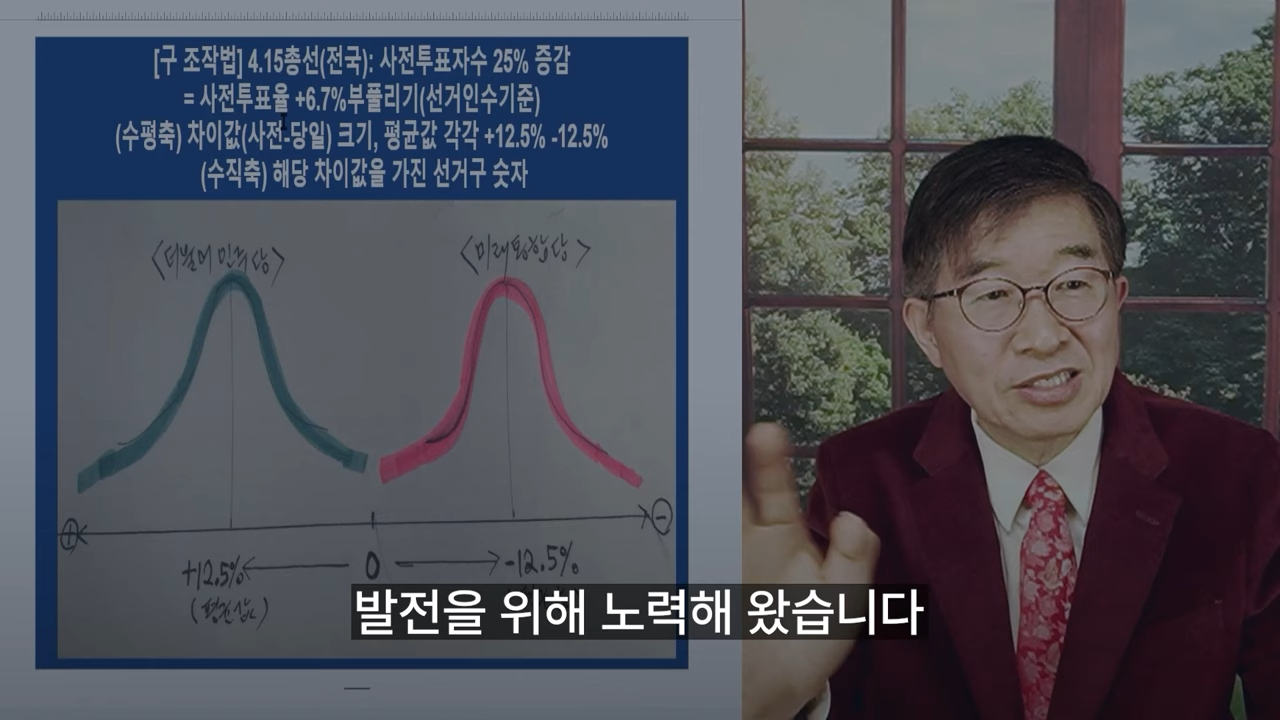 [구 조작법] 4.15총선(전국): 사전투표자수 25% 증감
= 사전투표율 +6.7%부풀리기(선거인수기준)
(수평축) 차이값(사전-당일) 크기, 평균값 각각 +12.5% -12.5%
(수직축) 해당 차이값을 가진 선거구 숫자
<더불어 민주당>
<미래통합당>
+
-
+12.5%
0
-12.5%
(평균값)
발전을 위해 노력해 왔습니다